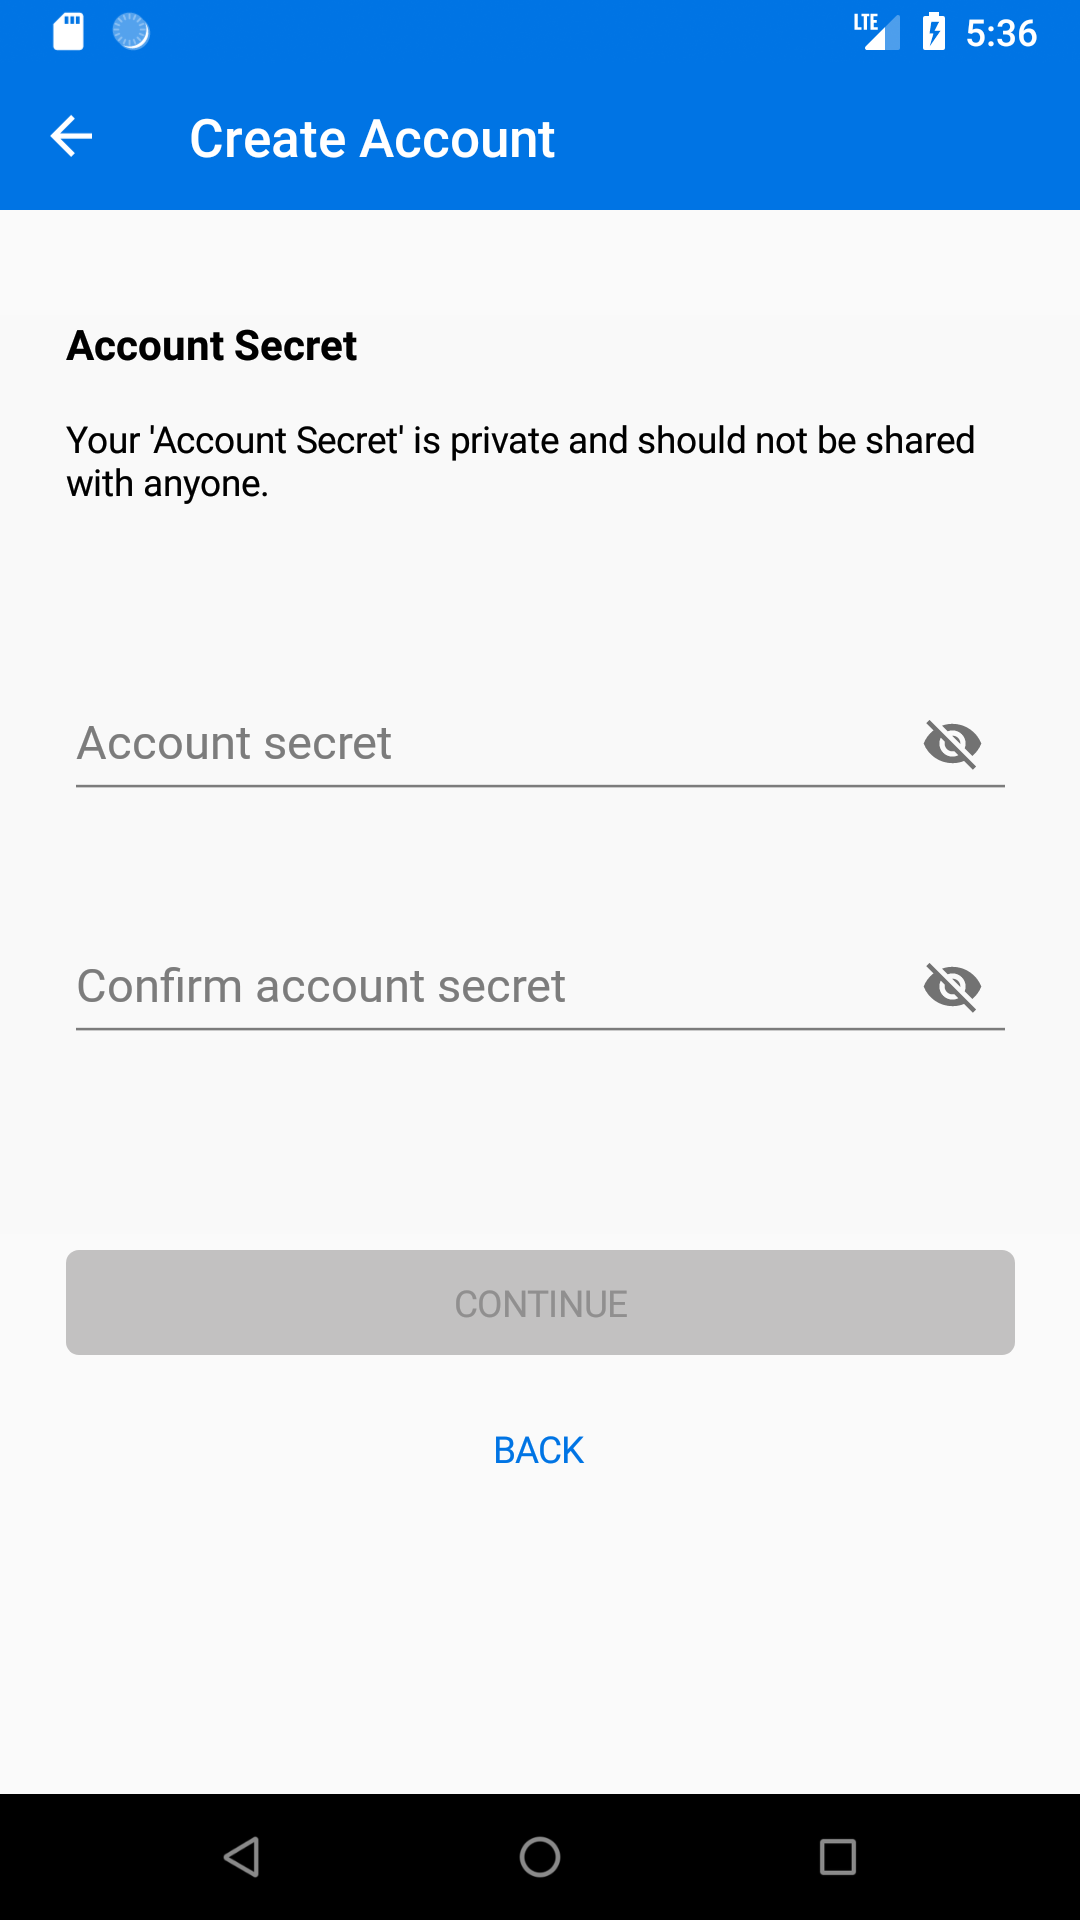 LTE 5:36
Create Account
Account Secret
Your 'Account Secret' is private and should not be shared
with anyone.
Account secret
Confirm account secret
CONTINUE
BACK